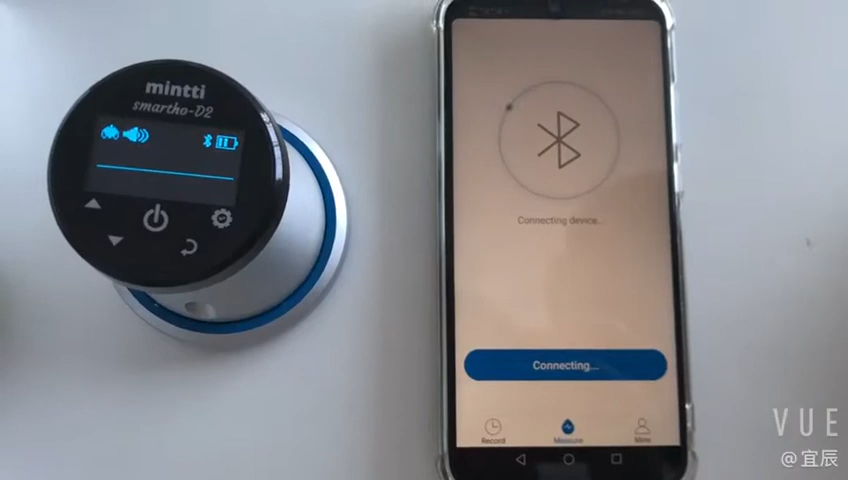 mintti
smartho-D2
Connecting device...
Connecting...
Record
Measure
Mine
VUE
@宜辰